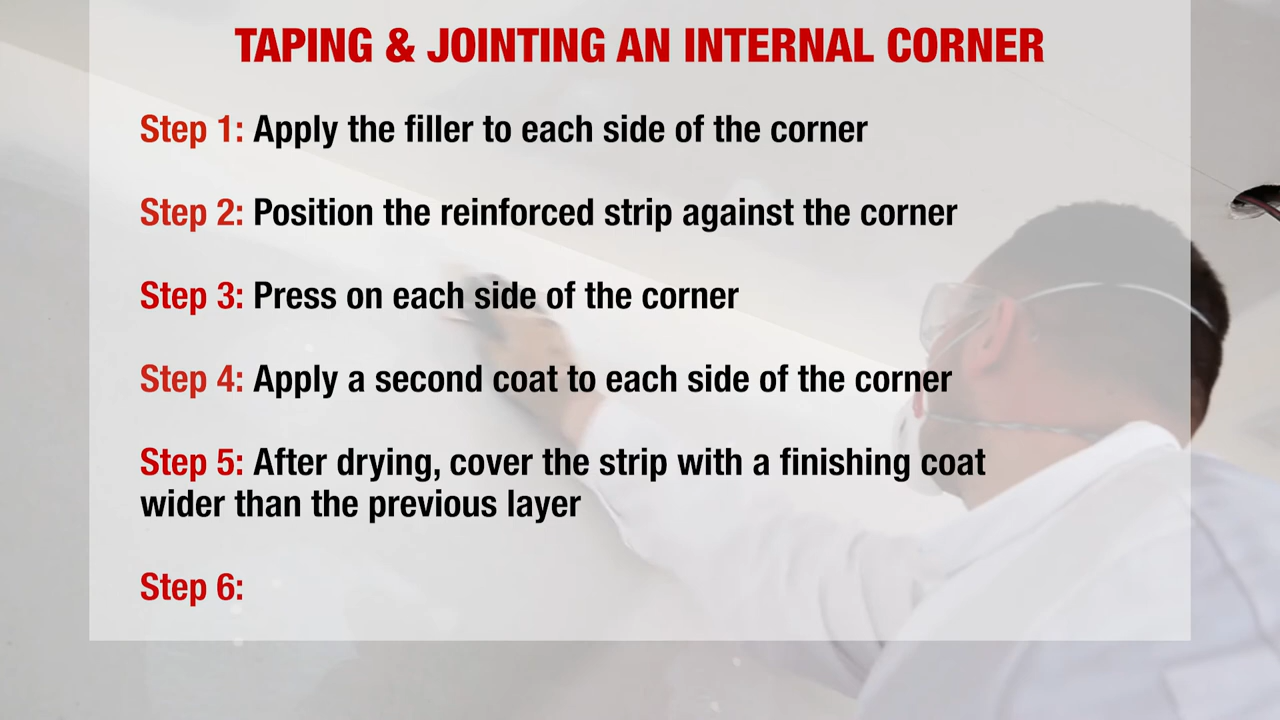 TAPING & JOINTING AN INTERNAL CORNER
Step 1: Apply the filler to each side of the corner
Step 2: Position the reinforced strip against the corner
Step 3: Press on each side of the corner
Step 4: Apply a second coat to each side of the corner
Step 5: After drying, cover the strip with a finishing coat
wider than the previous layer
Step 6: